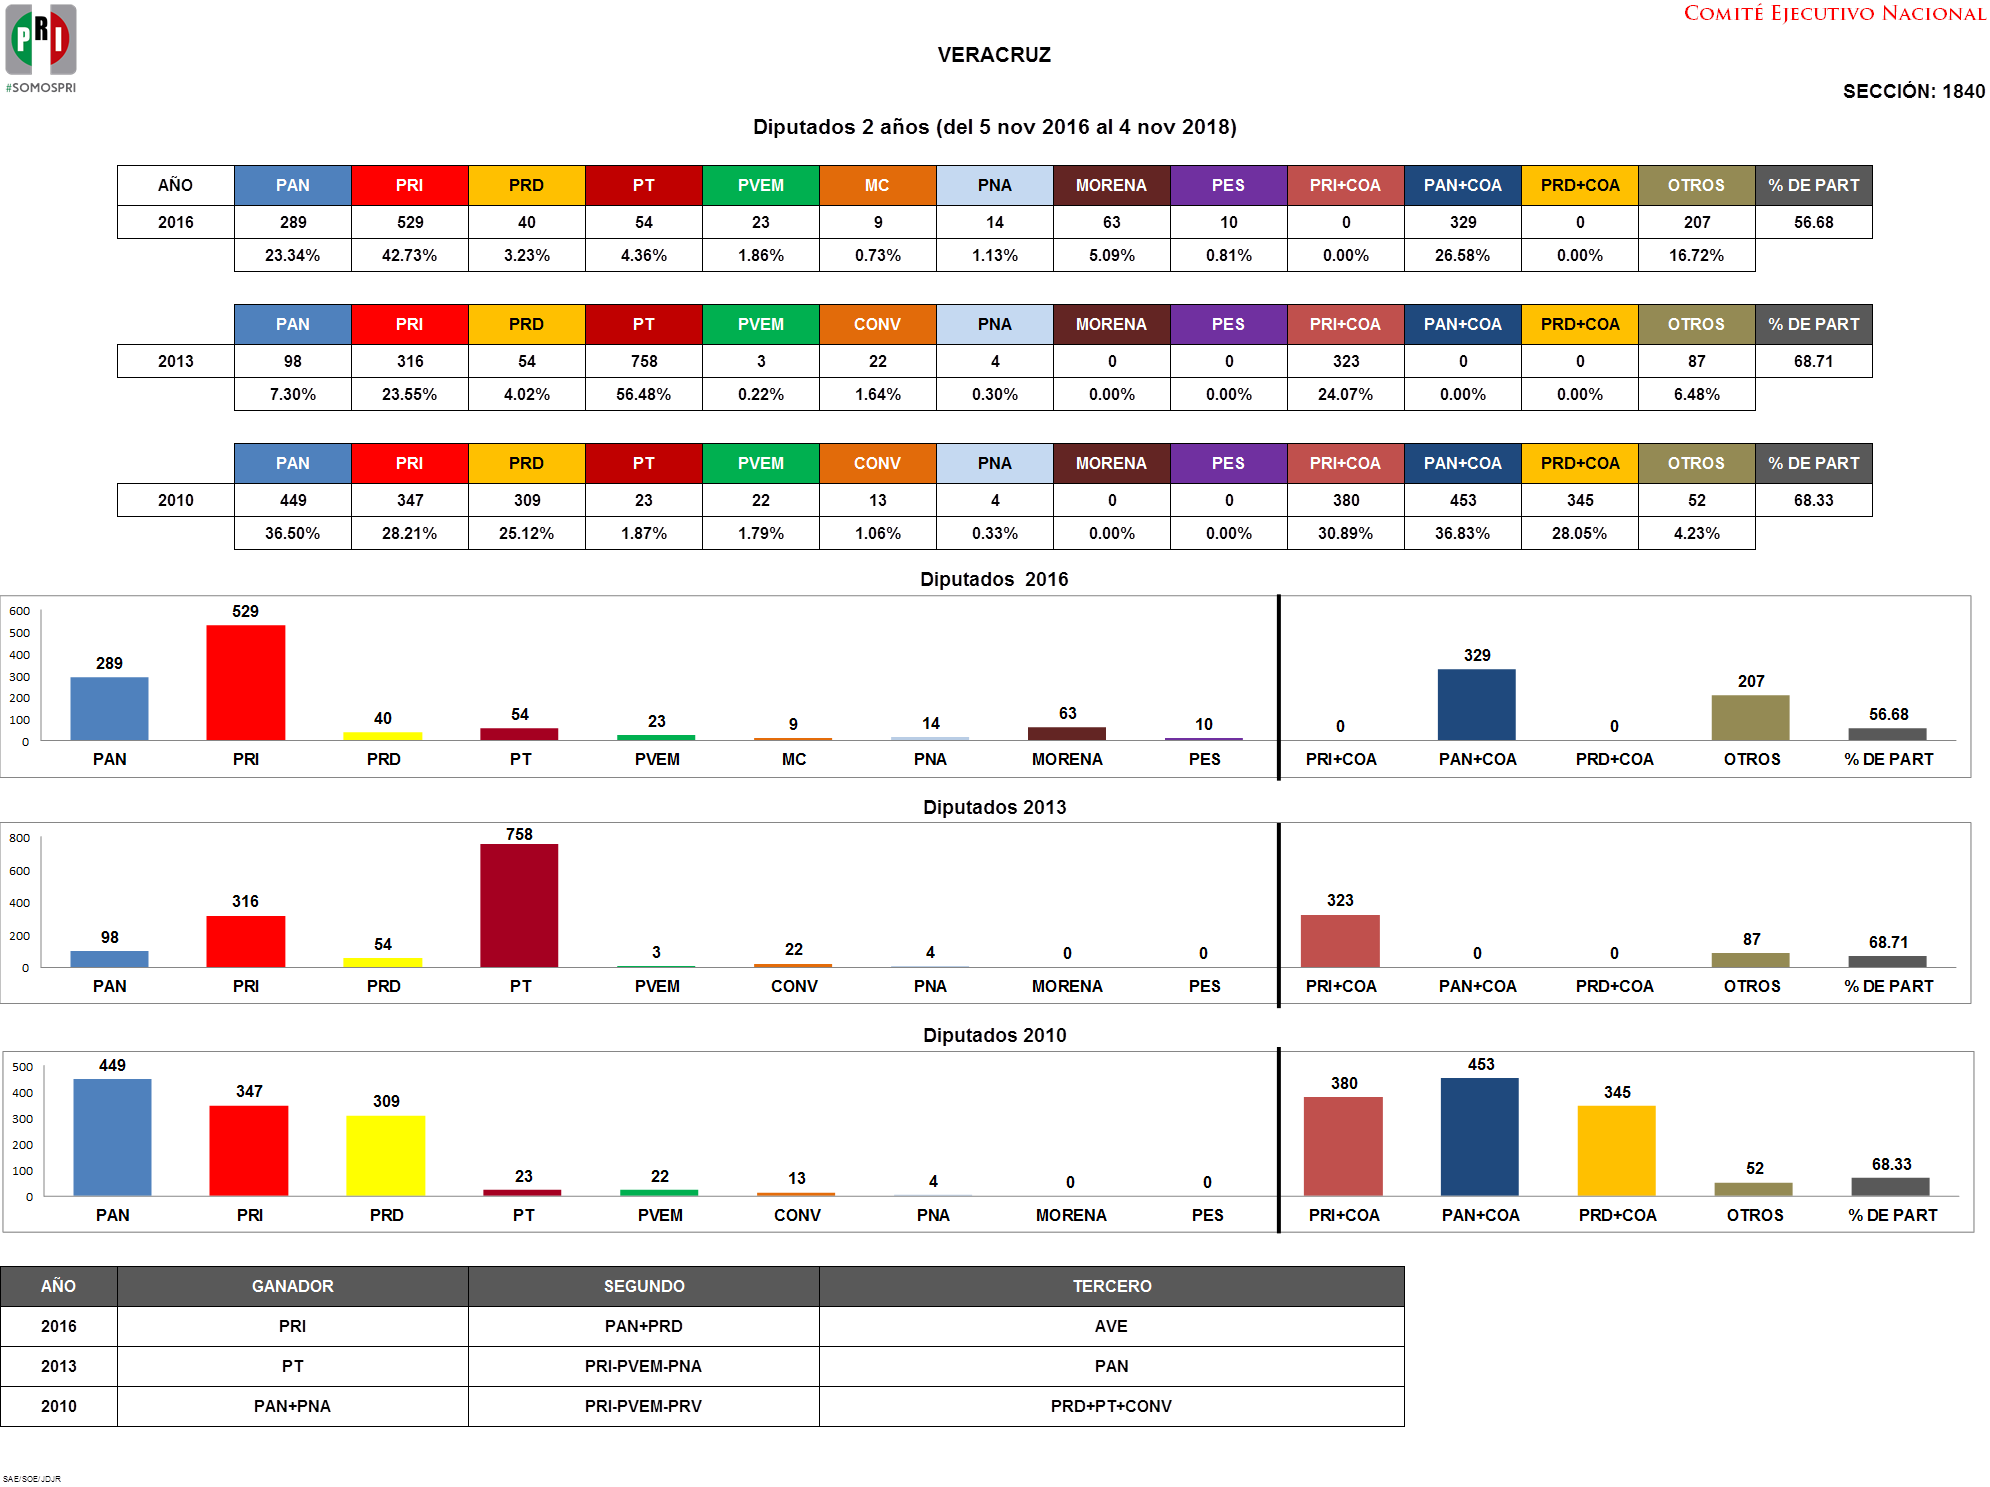 COMITÉ EJECUTIVO NACIONAL
PRI
#SOMOSPRI
VERACRUZ
SECCIÓN: 1840
Diputados 2 años (del 5 nov 2016 al 4 nov 2018)
AÑO PAN PRI PRD PT PVEM MC PNA MORENA PES PRI+COA PAN+COA PRD+COA OTROS % DE PART
2016 289 529 40 54 23 9 14 63 10 0 329 0 207 56.68
23.34% 42.73% 3.23% 4.36% 1.86% 0.73% 1.13% 5.09% 0.81% 0.00% 26.58% 0.00% 16.72%
PAN PRI PRD PT PVEM CONV PNA MORENA PES PRI+COA PAN+COA PRD+COA OTROS % DE PART
2013 98 316 54 758 3 22 4 0 0 323 0 0 87 68.71
7.30% 23.55% 4.02% 56.48% 0.22% 1.64% 0.30% 0.00% 0.00% 24.07% 0.00% 0.00% 6.48%
PAN PRI PRD PT PVEM CONV PNA MORENA PES PRI+COA PAN+COA PRD+COA OTROS % DE PART
2010 449 347 309 23 22 13 4 0 0 380 453 345 52 68.33
36.50% 28.21% 25.12% 1.87% 1.79% 1.06% 0.33% 0.00% 0.00% 30.89% 36.83% 28.05% 4.23%
Diputados 2016
600
500
400
300
200
100
0
289 529 40 54 23 9 14 63 10 0 329 0 207 56.68
PAN PRI PRD PT PVEM MC PNA MORENA PES PRI+COA PAN+COA PRD+COA OTROS % DE PART
Diputados 2013
800
600
400
200
0
98 316 54 758 3 22 4 0 0 323 0 0 87 68.71
PAN PRI PRD PT PVEM CONV PNA MORENA PES PRI+COA PAN+COA PRD+COA OTROS % DE PART
Diputados 2010
500
400
300
200
100
0
449 347 309 23 22 13 4 0 0 380 453 345 52 68.33
PAN PRI PRD PT PVEM CONV PNA MORENA PES PRI+COA PAN+COA PRD+COA OTROS % DE PART
AÑO GANADOR SEGUNDO TERCERO
2016 PRI PAN+PRD AVE
2013 PT PRI-PVEM-PNA PAN
2010 PAN+PNA PRI-PVEM-PRV PRD+PT+CONV
SAE/SOE/JDJR